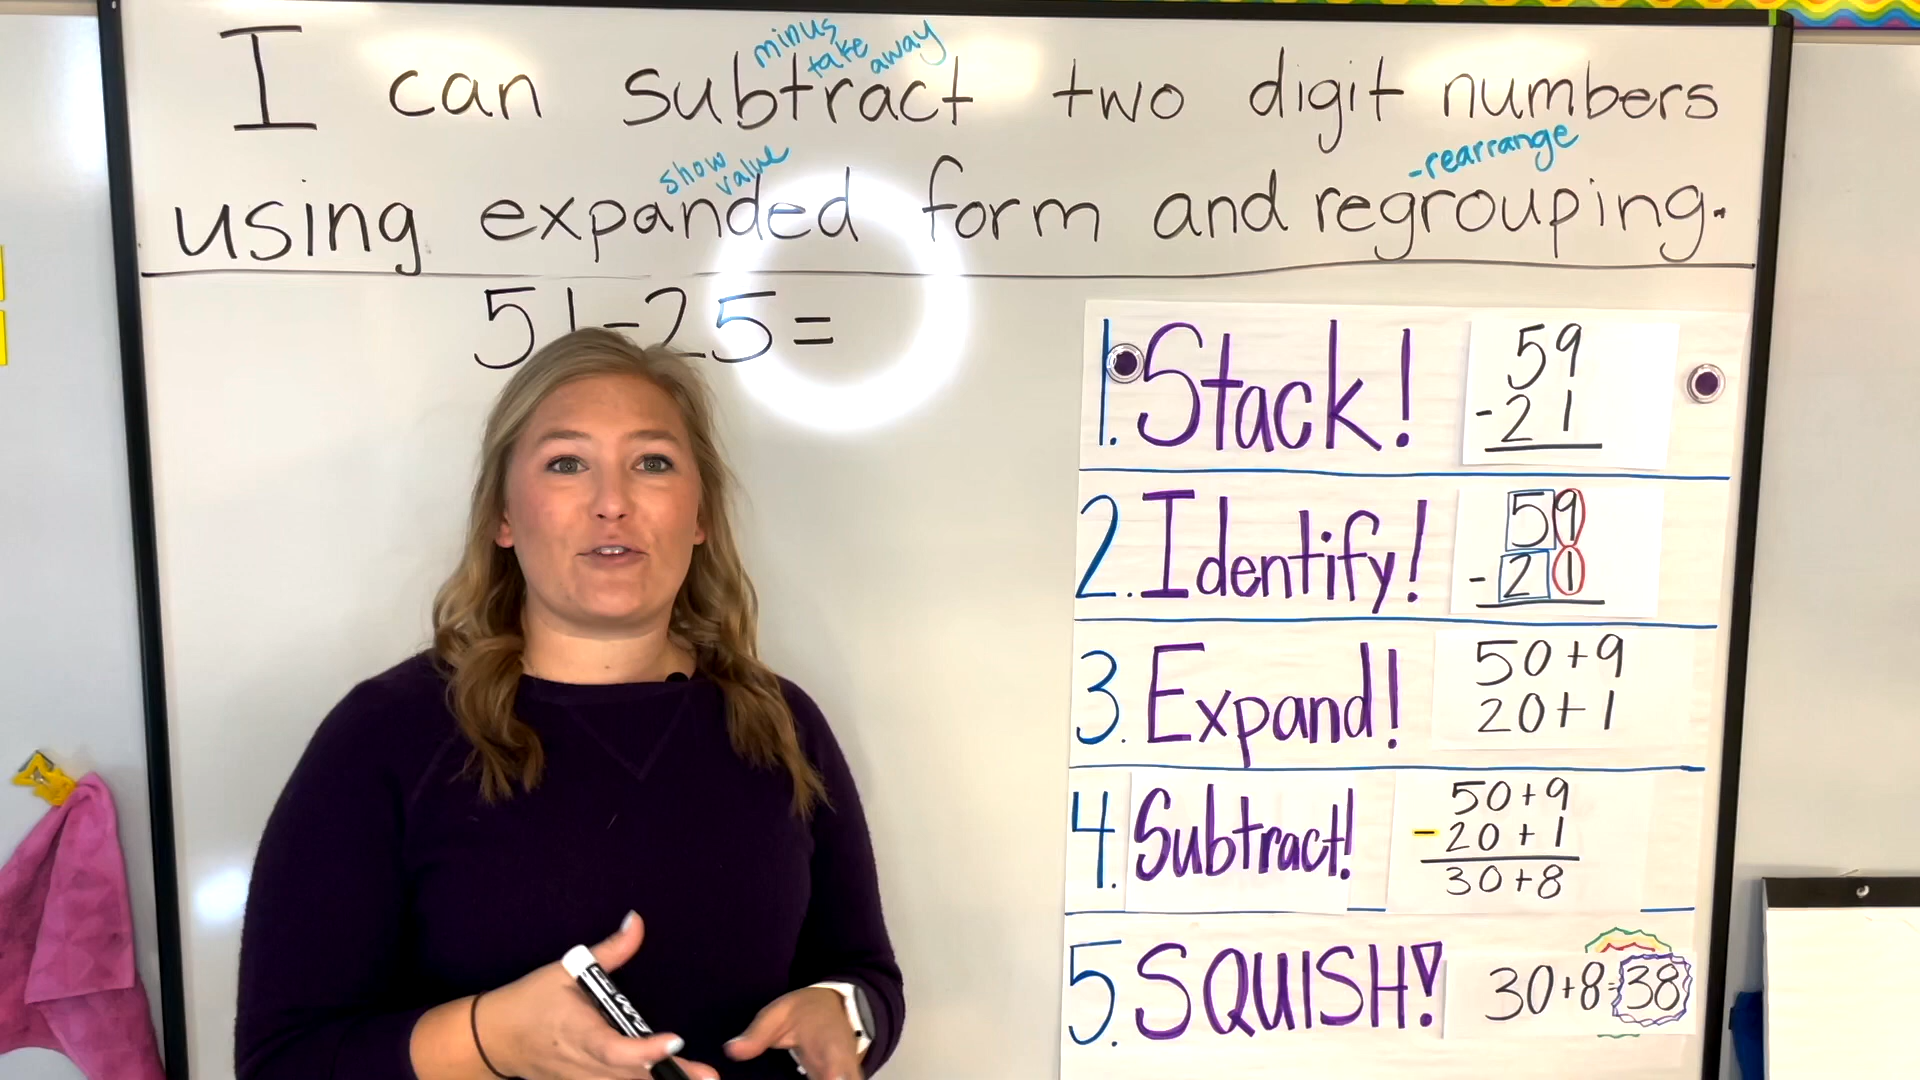 I can subtract two digit numbers
minus
take away
using expanded form and regrouping.
show
value
-rearrange
51-25=
1. Stack!
59
-21
2. Identify!
59
-21
3. Expand!
50+9
20+1
4. Subtract!
50+9
-20+1
30+8
5. SQUISH!
30+8=38